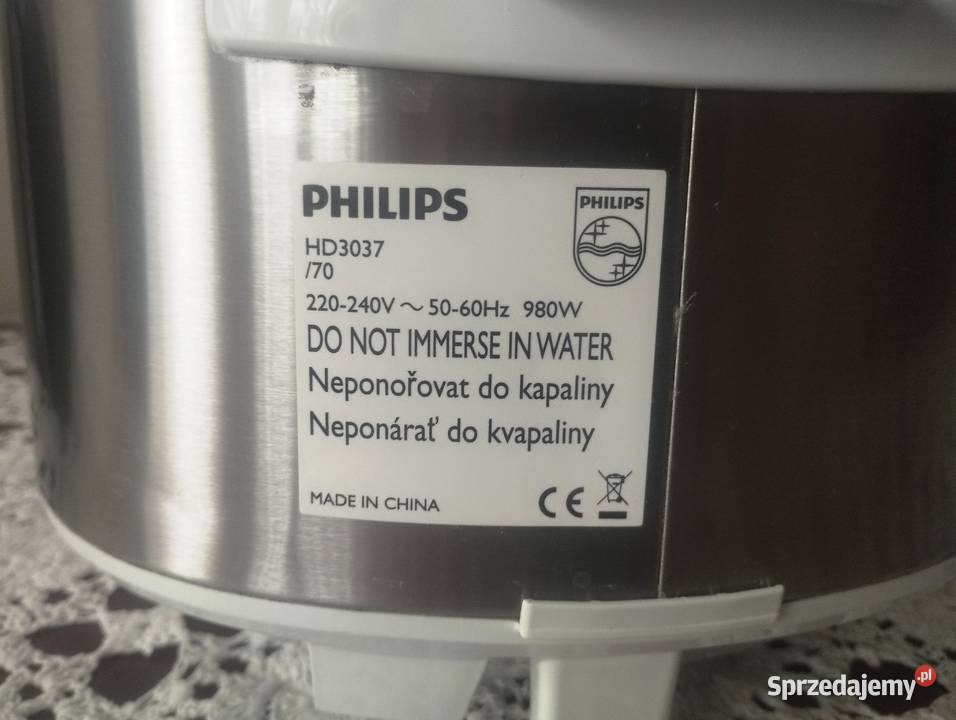 PHILIPS
PHILIPS
HD3037
/70
220-240V ~ 50-60Hz 980W
DO NOT IMMERSE IN WATER
Neponořovat do kapaliny
Neponárať do kvapaliny
MADE IN CHINA
CE
Sprzedajemy.pl